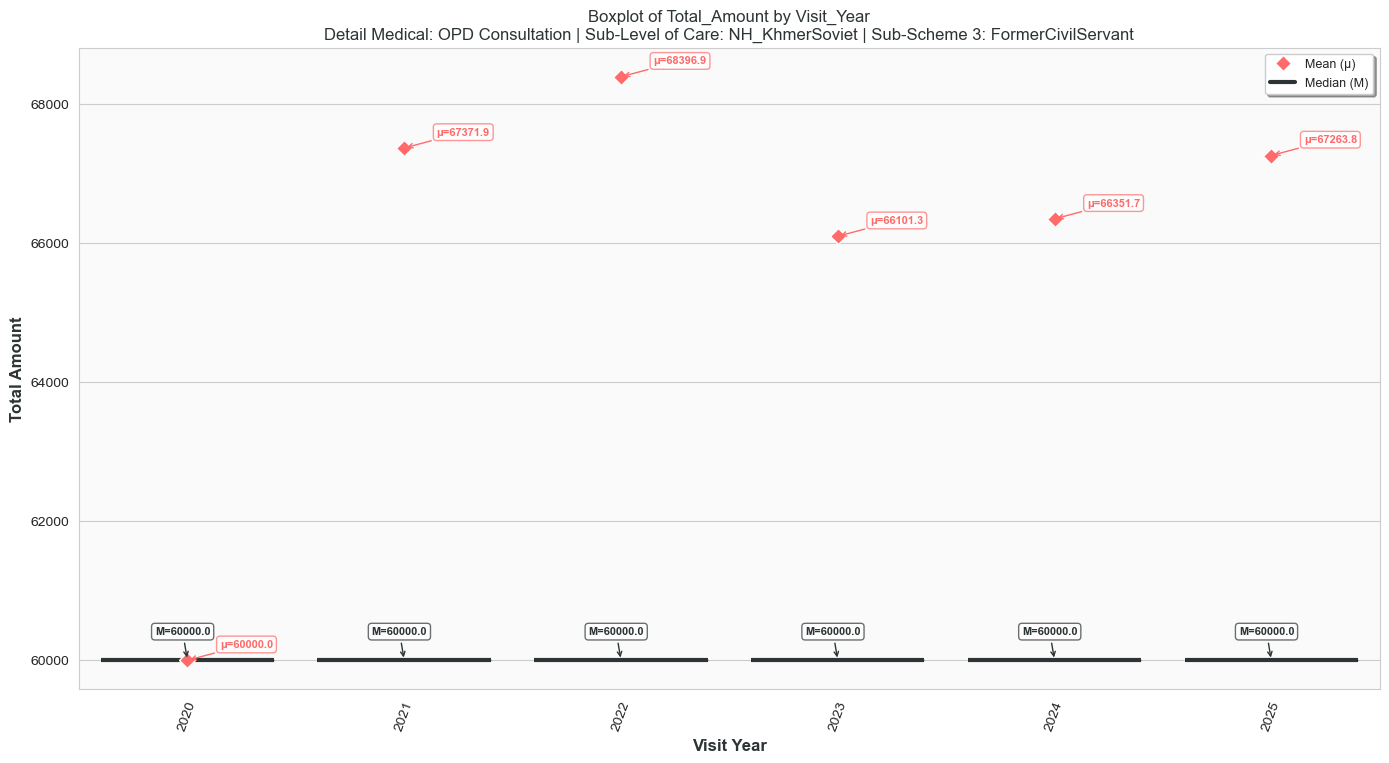 Boxplot of Total_Amount by Visit_Year
Detail Medical: OPD Consultation | Sub-Level of Care: NH_KhmerSoviet | Sub-Scheme 3: FormerCivilServant
Mean (μ)
Median (M)
Total Amount
68000
66000
64000
62000
60000
μ=60000.0
μ=67371.9
μ=68396.9
μ=66101.3
μ=66351.7
μ=67263.8
M=60000.0
M=60000.0
M=60000.0
M=60000.0
M=60000.0
M=60000.0
2020
2021
2022
2023
2024
2025
Visit Year